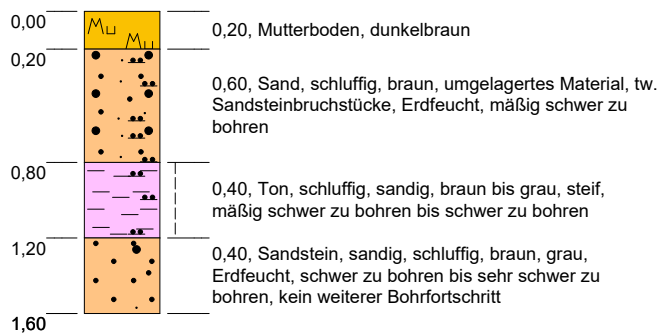 0,00
0,20, Mutterboden, dunkelbraun
0,20
0,60, Sand, schluffig, braun, umgelagertes Material, tw.
Sandsteinbruchstücke, Erdfeucht, mäßig schwer zu
bohren
0,80
0,40, Ton, schluffig, sandig, braun bis grau, steif,
mäßig schwer zu bohren bis schwer zu bohren
1,20
0,40, Sandstein, sandig, schluffig, braun, grau,
Erdfeucht, schwer zu bohren bis sehr schwer zu
bohren, kein weiterer Bohrfortschritt
1,60